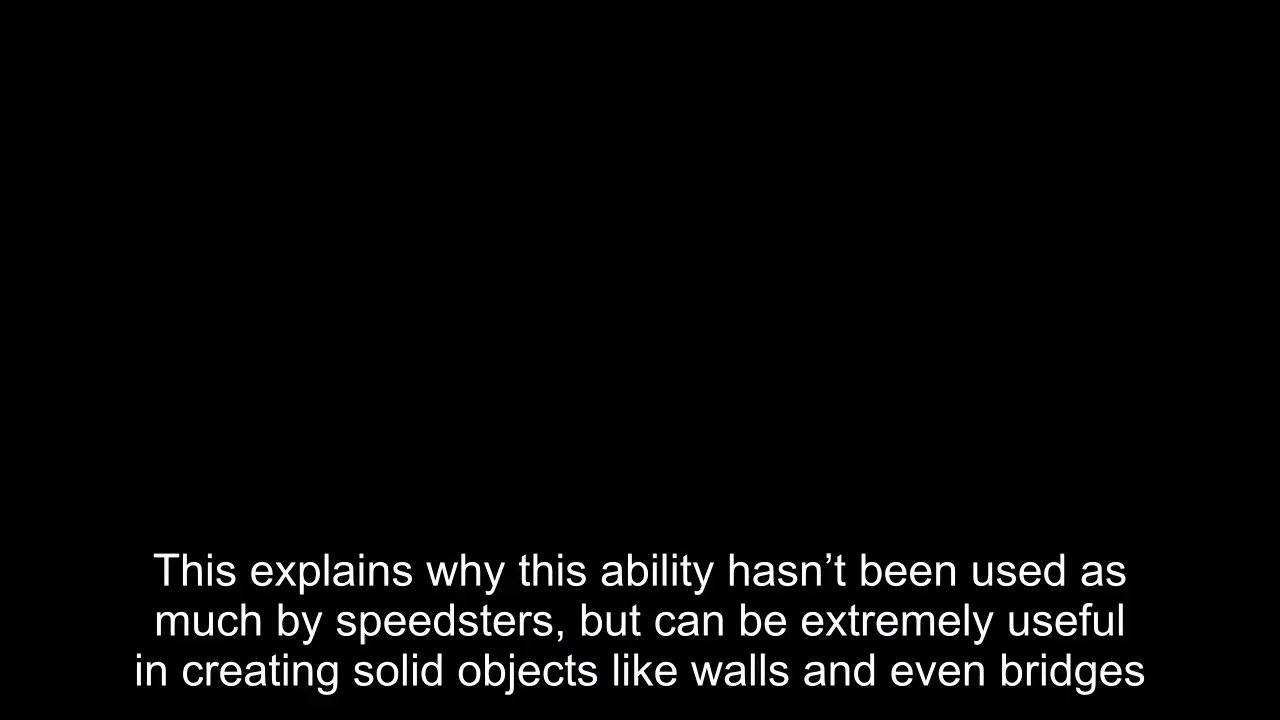 This explains why this ability hasn’t been used as
much by speedsters, but can be extremely useful
in creating solid objects like walls and even bridges